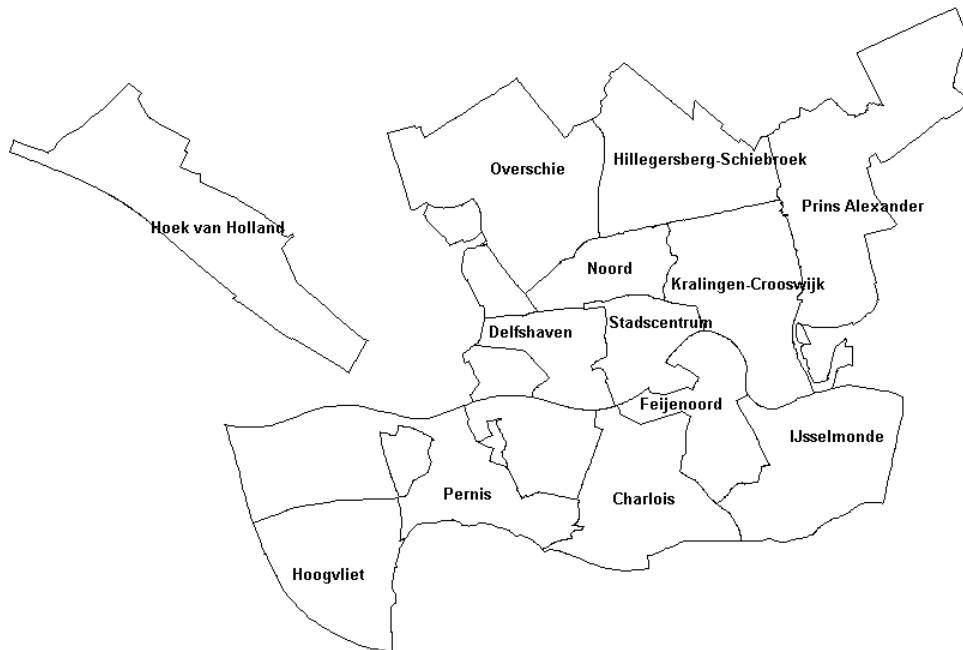 Hillegersberg-Schiebroek
Overschie
Prins Alexander
Hoek van Holland
Noord
Kralingen-Crooswijk
Stadscentrum
Delfshaven
Feijenoord
IJsselmonde
Pernis
Charlois
Hoogvliet